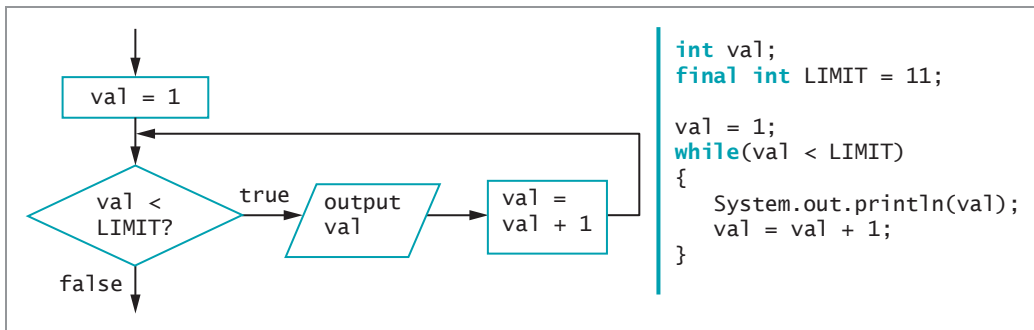 val = 1
val <
LIMIT?
true
output
val
val =
val + 1
false
int val;
final int LIMIT = 11;
val = 1;
while(val < LIMIT)
{
System.out.println(val);
val = val + 1;
}